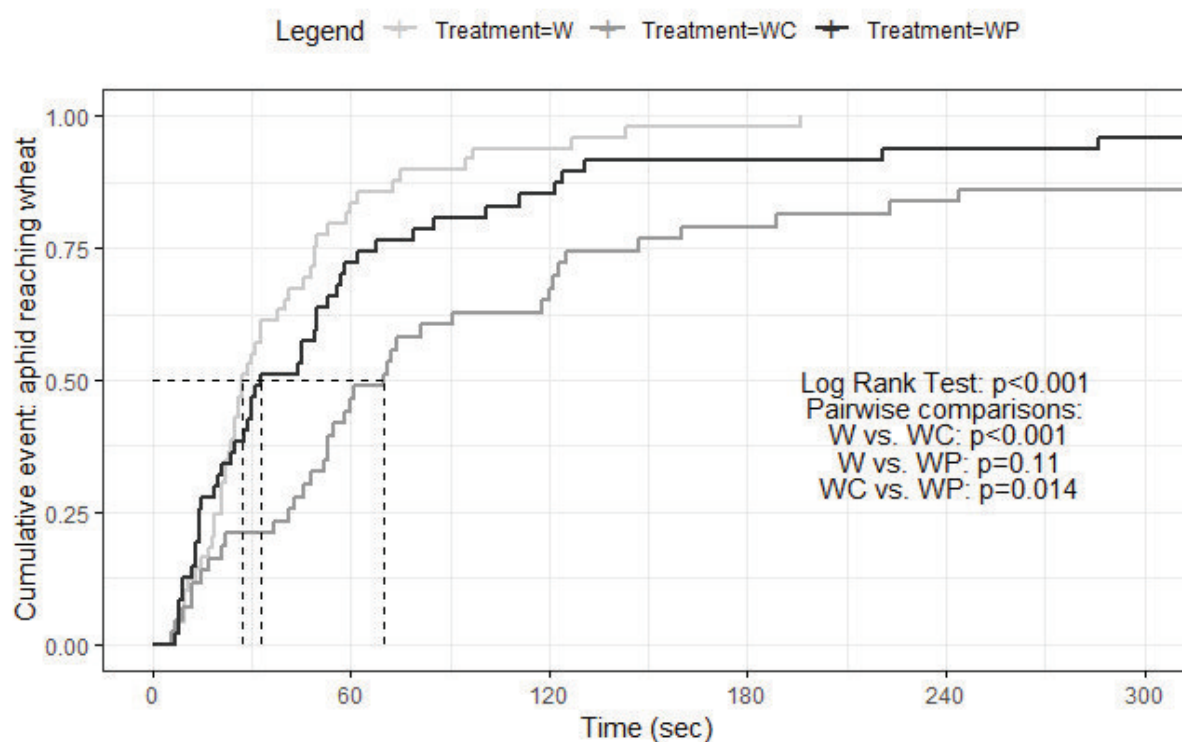 Legend Treatment=W Treatment=WC Treatment=WP
Cumulative event: aphid reaching wheat
1.00
0.75
0.50
0.25
0.00
Log Rank Test: p<0.001
Pairwise comparisons:
W vs. WC: p<0.001
W vs. WP: p=0.11
WC vs. WP: p=0.014
0 60 120 180 240 300
Time (sec)